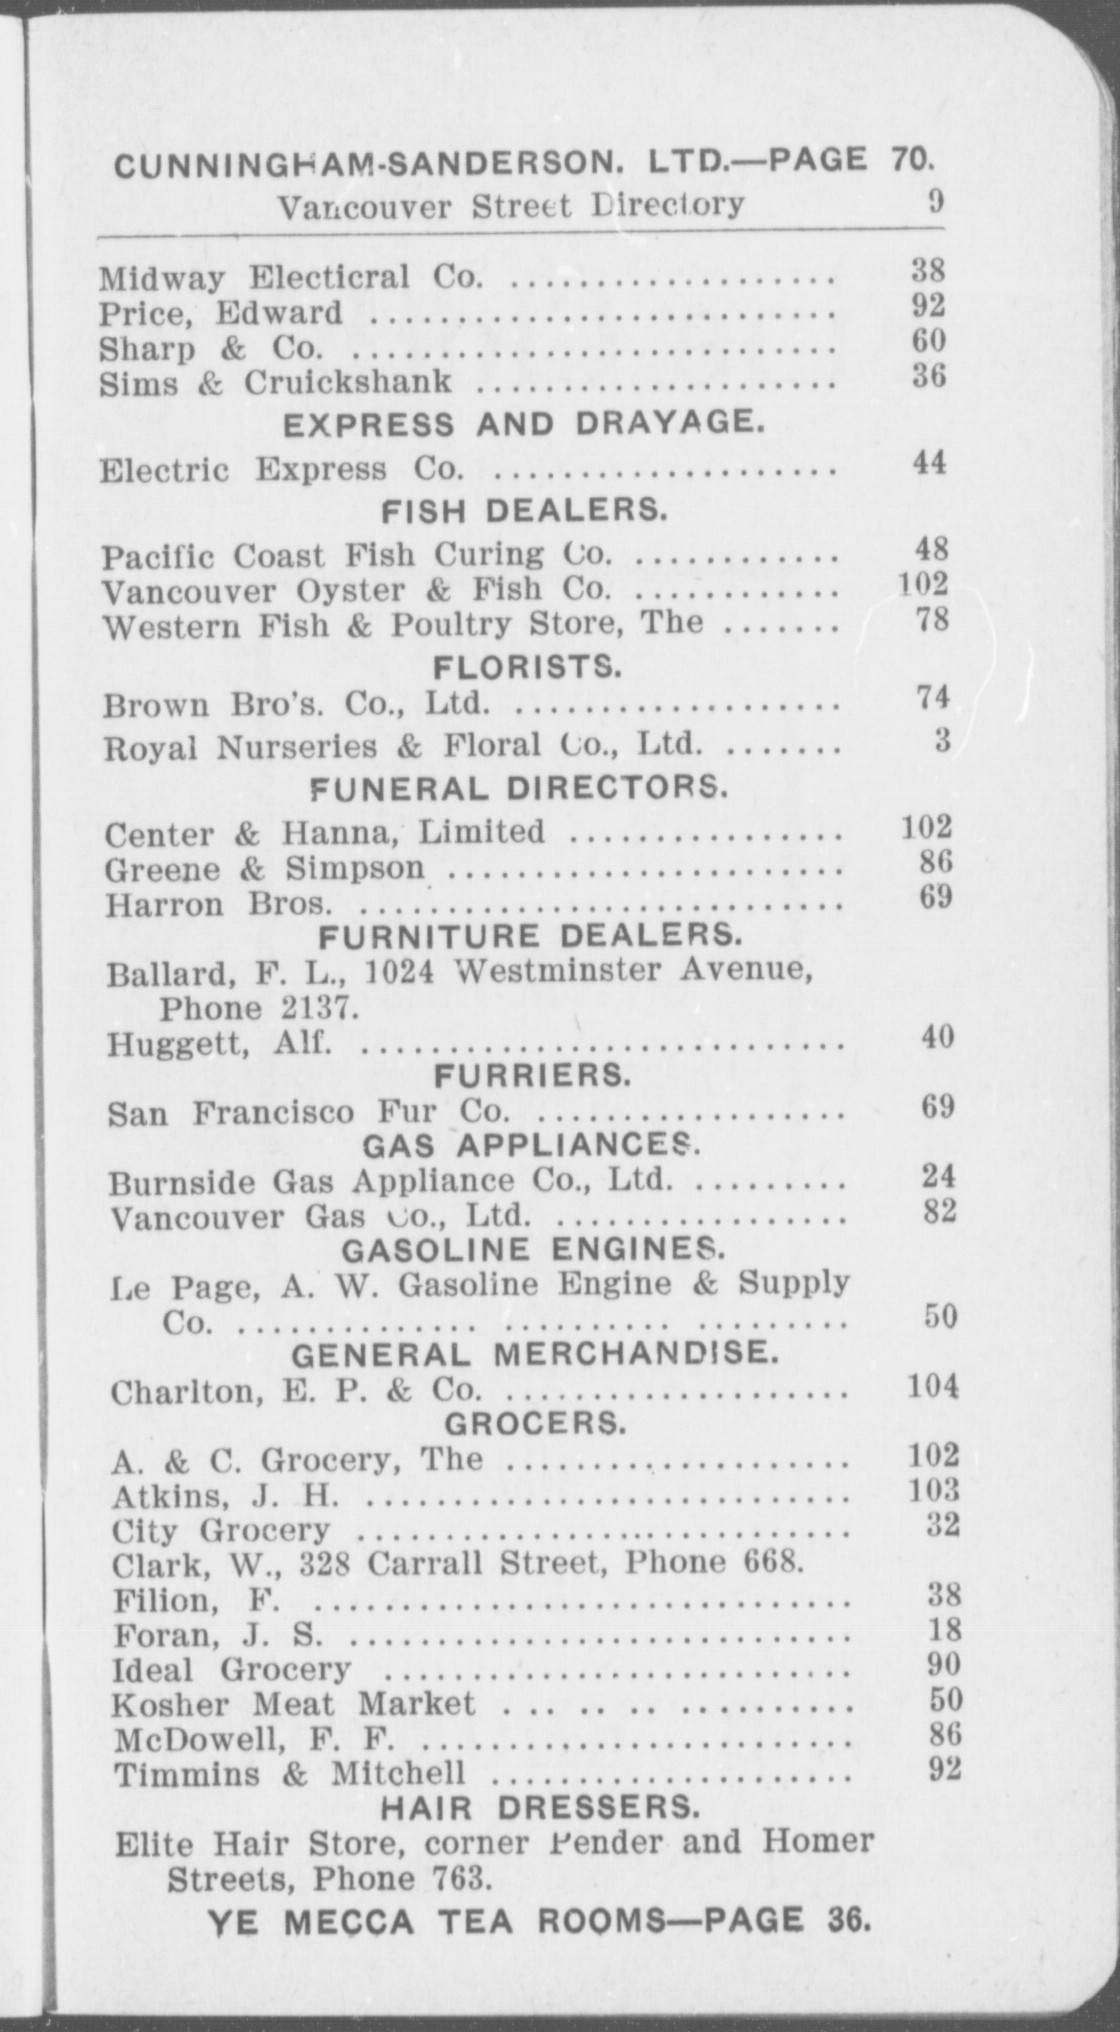 CUNNINGHAM-SANDERSON. LTD.—PAGE 70.
Vancouver Street Directory 9
Midway Electicral Co. ................... 38
Price, Edward ........................... 92
Sharp & Co. ............................ 60
Sims & Cruickshank ..................... 36
EXPRESS AND DRAYAGE.
Electric Express Co. .................... 44
FISH DEALERS.
Pacific Coast Fish Curing Co. ............ 48
Vancouver Oyster & Fish Co. ............ 102
Western Fish & Poultry Store, The ....... 78
FLORISTS.
Brown Bro's. Co., Ltd. ................... 74
Royal Nurseries & Floral Co., Ltd. ....... 3
FUNERAL DIRECTORS.
Center & Hanna, Limited ................ 102
Greene & Simpson ....................... 86
Harron Bros. ............................ 69
FURNITURE DEALERS.
Ballard, F. L., 1024 Westminster Avenue,
Phone 2137.
Huggett, Alf. ............................ 40
FURRIERS.
San Francisco Fur Co. .................. 69
GAS APPLIANCES.
Burnside Gas Appliance Co., Ltd. ......... 24
Vancouver Gas Co., Ltd. ................. 82
GASOLINE ENGINES.
Le Page, A. W. Gasoline Engine & Supply
Co. .............. .......... ......... 50
GENERAL MERCHANDISE.
Charlton, E. P. & Co. .................... 104
GROCERS.
A. & C. Grocery, The .................... 102
Atkins, J. H. ............................ 103
City Grocery ............................. 32
Clark, W., 328 Carrall Street, Phone 668.
Filion, F. ............................... 38
Foran, J. S. ............................. 18
Ideal Grocery ........................... 90
Kosher Meat Market . ... .. .. .......... 50
McDowell, F. F. ......................... 86
Timmins & Mitchell ..................... 92
HAIR DRESSERS.
Elite Hair Store, corner Pender and Homer
Streets, Phone 763.
YE MECCA TEA ROOMS—PAGE 36.